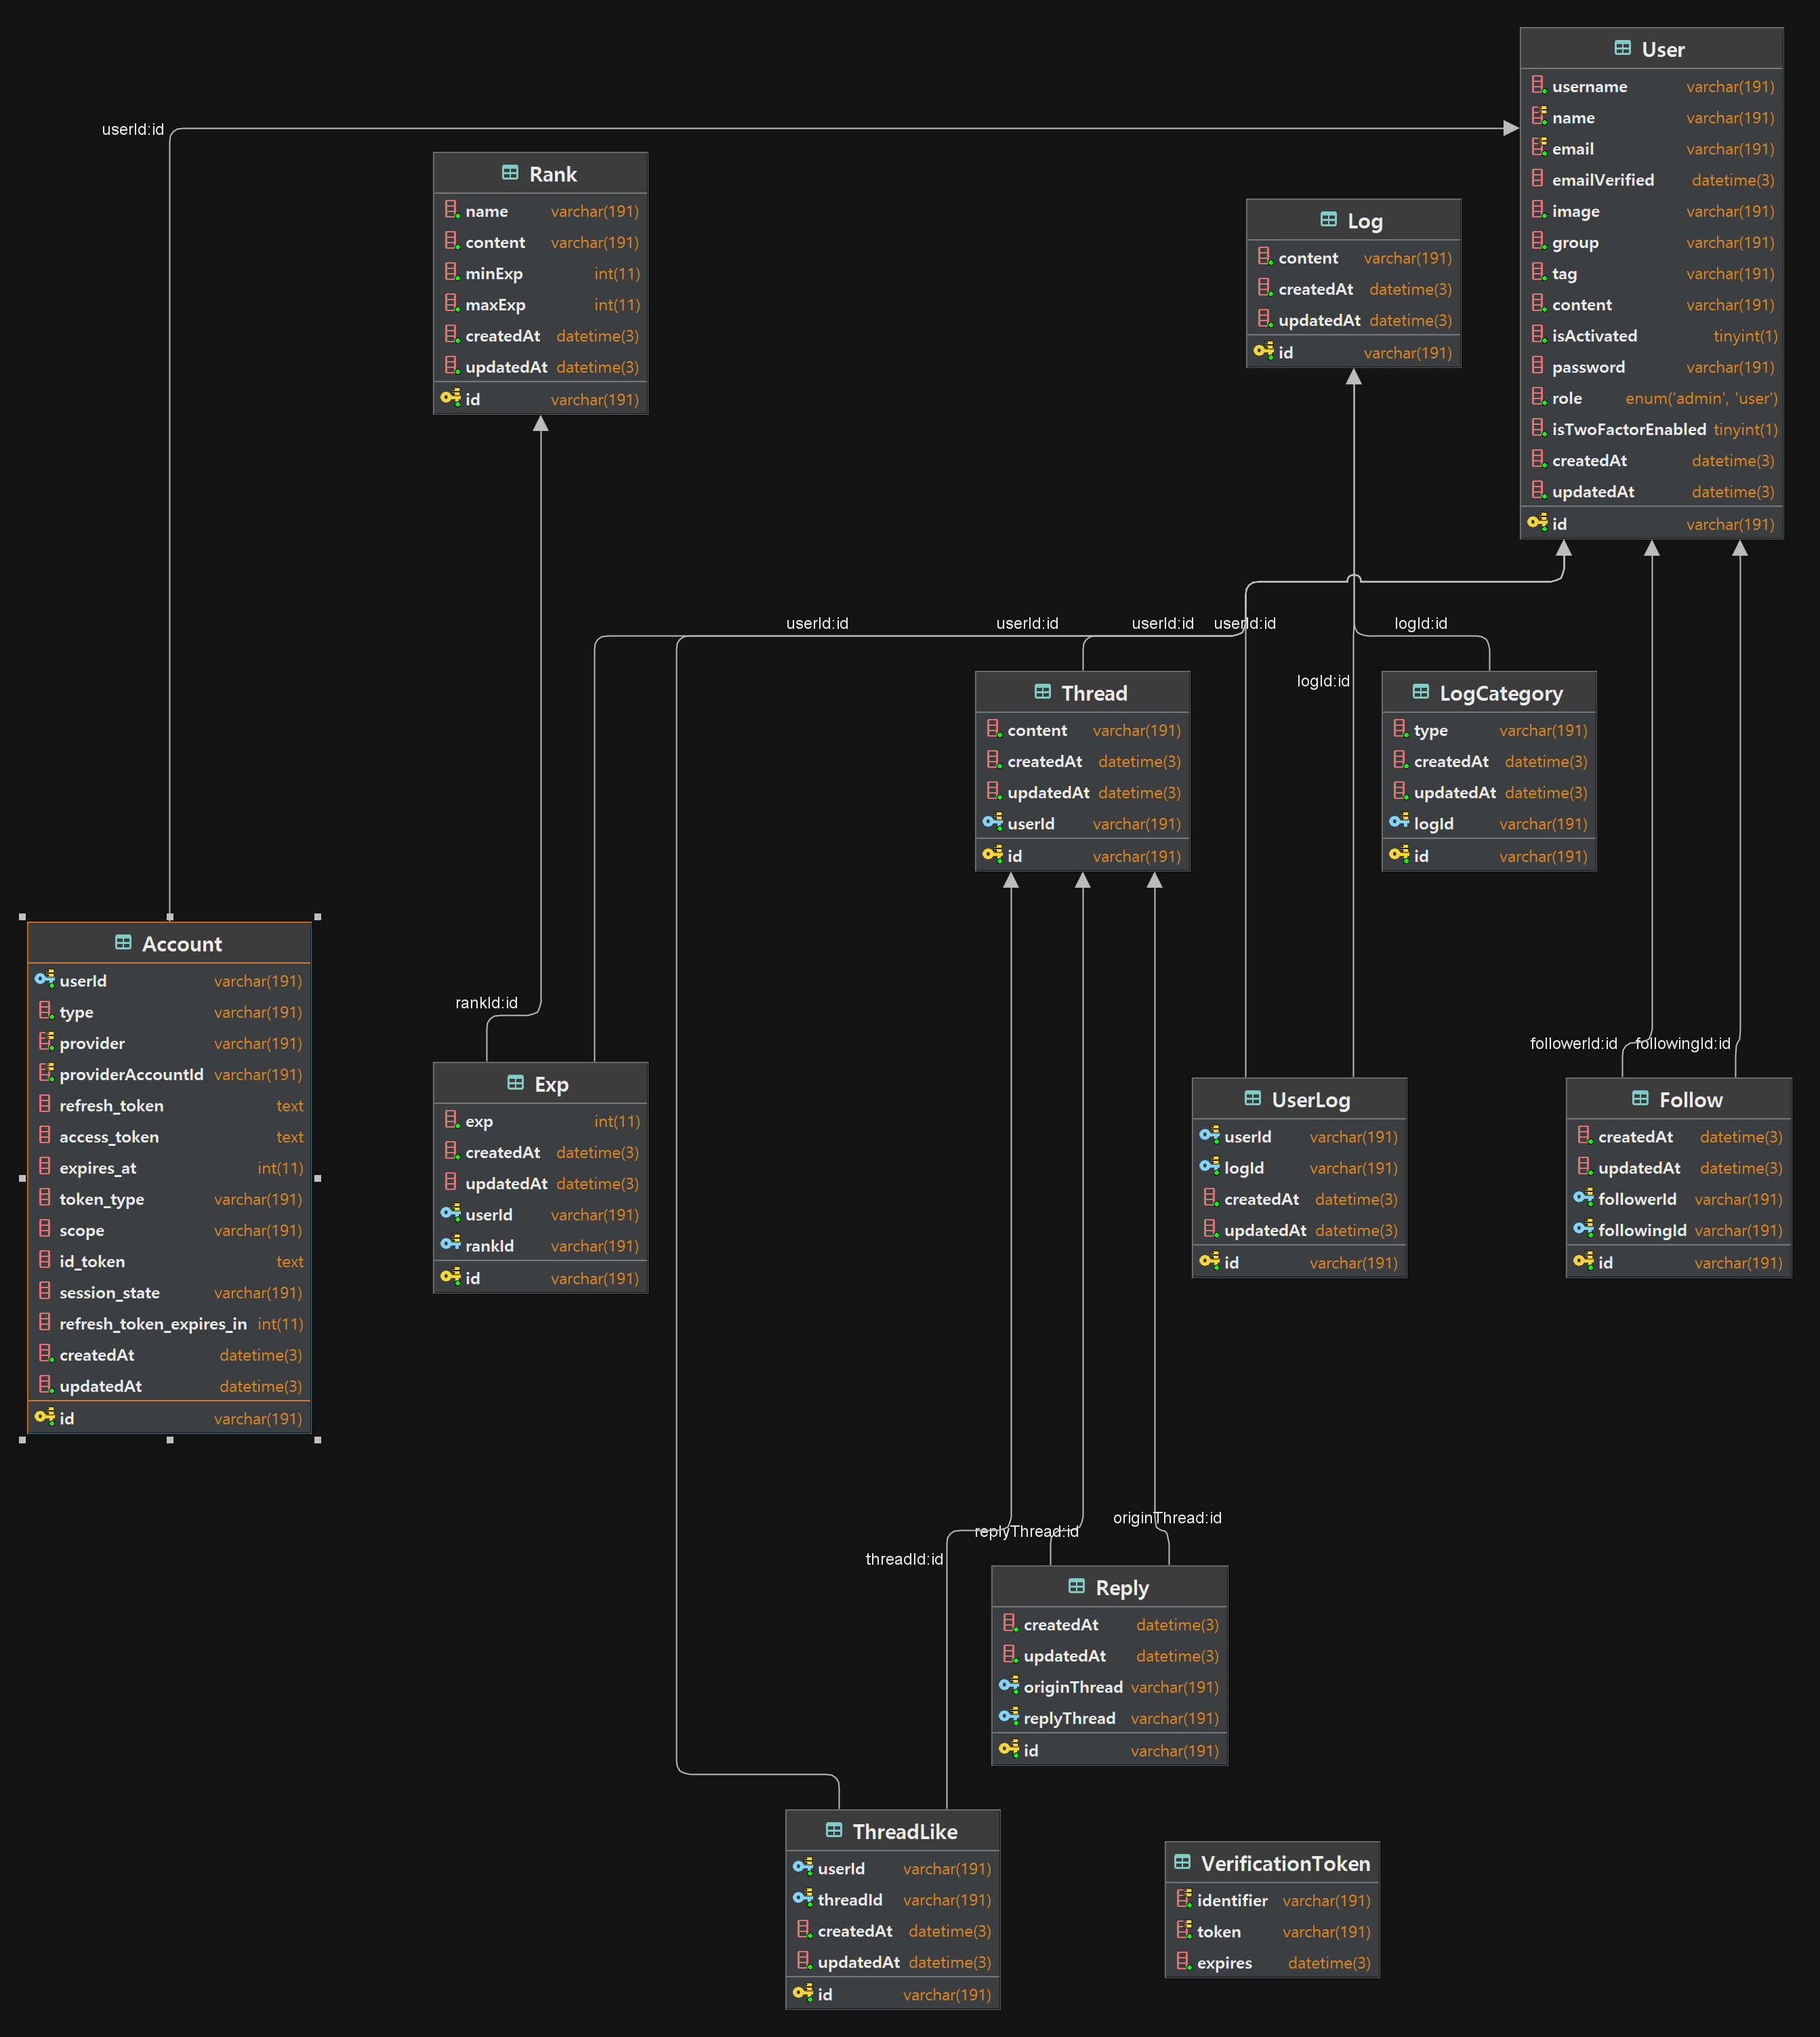 User
username varchar(191)
name varchar(191)
email varchar(191)
emailVerified datetime(3)
image varchar(191)
group varchar(191)
tag varchar(191)
content varchar(191)
isActivated tinyint(1)
password varchar(191)
role enum('admin', 'user')
isTwoFactorEnabled tinyint(1)
createdAt datetime(3)
updatedAt datetime(3)
id varchar(191)
userId:id
Rank
name varchar(191)
content varchar(191)
minExp int(11)
maxExp int(11)
createdAt datetime(3)
updatedAt datetime(3)
id varchar(191)
Log
content varchar(191)
createdAt datetime(3)
updatedAt datetime(3)
id varchar(191)
userId:id
userId:id
userId:id
userId:id
logId:id
logId:id
Thread
content varchar(191)
createdAt datetime(3)
updatedAt datetime(3)
userId varchar(191)
id varchar(191)
LogCategory
type varchar(191)
createdAt datetime(3)
updatedAt datetime(3)
logId varchar(191)
id varchar(191)
Account
userId varchar(191)
type varchar(191)
provider varchar(191)
providerAccountId varchar(191)
refresh_token text
access_token text
expires_at int(11)
token_type varchar(191)
scope varchar(191)
id_token text
session_state varchar(191)
refresh_token_expires_in int(11)
createdAt datetime(3)
updatedAt datetime(3)
id varchar(191)
rankId:id
followerId:id
followingId:id
Exp
exp int(11)
createdAt datetime(3)
updatedAt datetime(3)
userId varchar(191)
rankId varchar(191)
id varchar(191)
UserLog
userId varchar(191)
logId varchar(191)
createdAt datetime(3)
updatedAt datetime(3)
id varchar(191)
Follow
createdAt datetime(3)
updatedAt datetime(3)
followerId varchar(191)
followingId varchar(191)
id varchar(191)
originThread:id
replyThread:id
threadId:id
Reply
createdAt datetime(3)
updatedAt datetime(3)
originThread varchar(191)
replyThread varchar(191)
id varchar(191)
ThreadLike
userId varchar(191)
threadId varchar(191)
createdAt datetime(3)
updatedAt datetime(3)
id varchar(191)
VerificationToken
identifier varchar(191)
token varchar(191)
expires datetime(3)